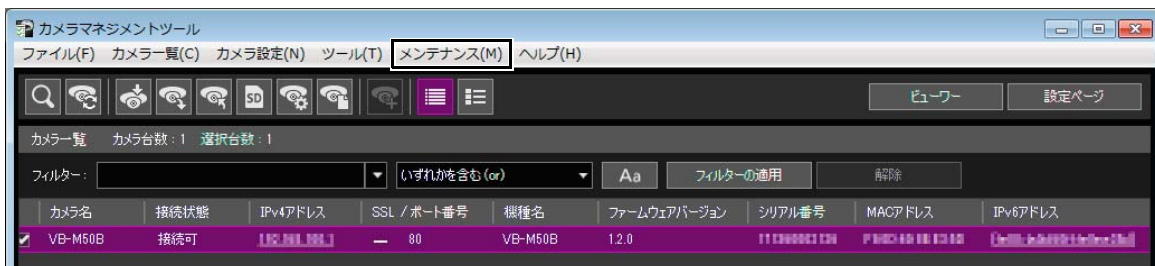 カメラマネジメントツール
ファイル(F) カメラ一覧(C) カメラ設定(N) ツール(T) メンテナンス(M) ヘルプ(H)
SD ビューワー 設定ページ
カメラ一覧 カメラ台数 : 1 選択台数 : 1
フィルター : いずれかを含む(or) Aa フィルターの適用 解除
カメラ名 接続状態 IPv4アドレス SSL / ポート番号 機種名 ファームウェアバージョン シリアル番号 MACアドレス IPv6アドレス
VB-M50B 接続可 — 80 VB-M50B 1.2.0